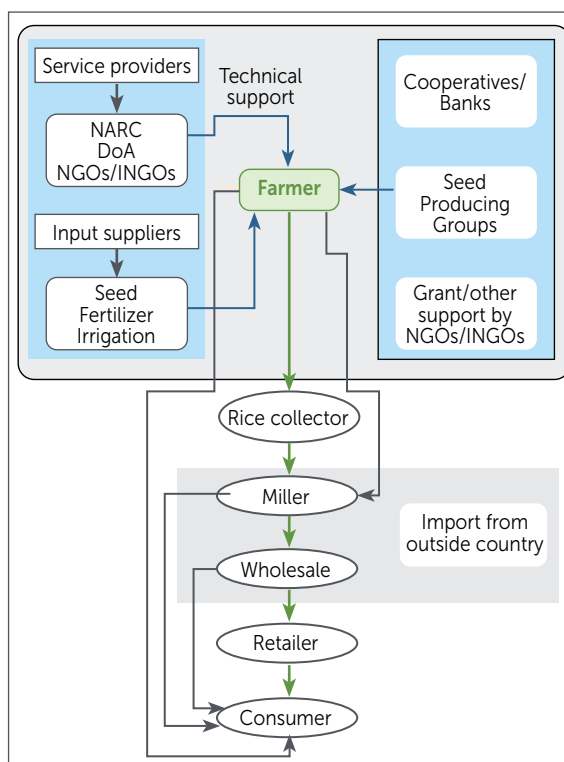 Service providers
Technical
support
NARC
DoA
NGOs/INGOs
Input suppliers
Seed
Fertilizer
Irrigation
Farmer
Cooperatives/
Banks
Seed
Producing
Groups
Grant/other
support by
NGOs/INGOs
Rice collector
Miller
Import from
outside country
Wholesale
Retailer
Consumer